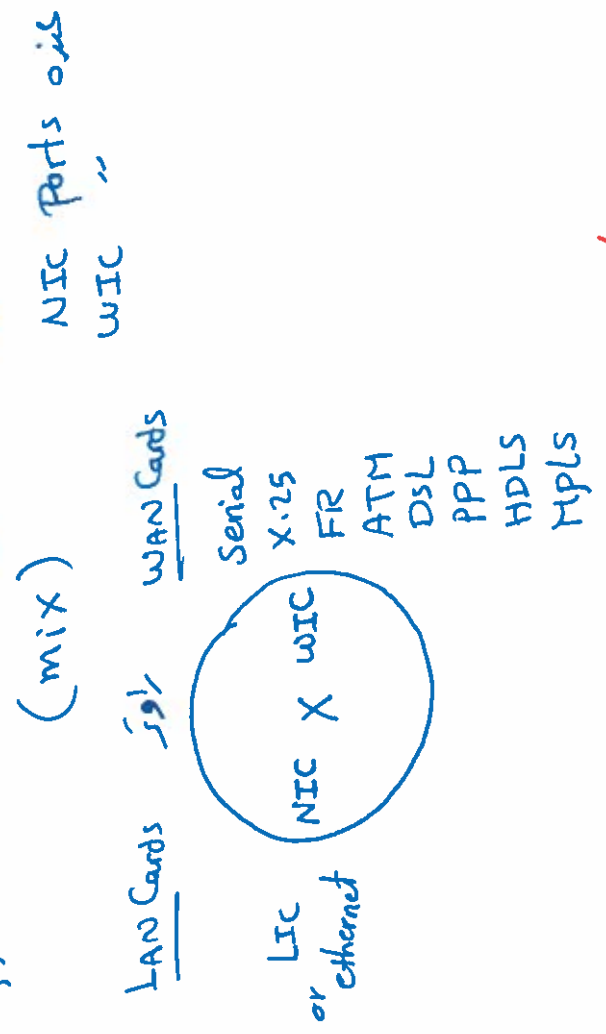 NIC Ports
WIC "
(mix)
LAN Cards
WAN Cards
LIC
or ethernet
NIC X WIC
Serial
X.25
FR
ATM
DSL
PPP
HDLS
MPLS